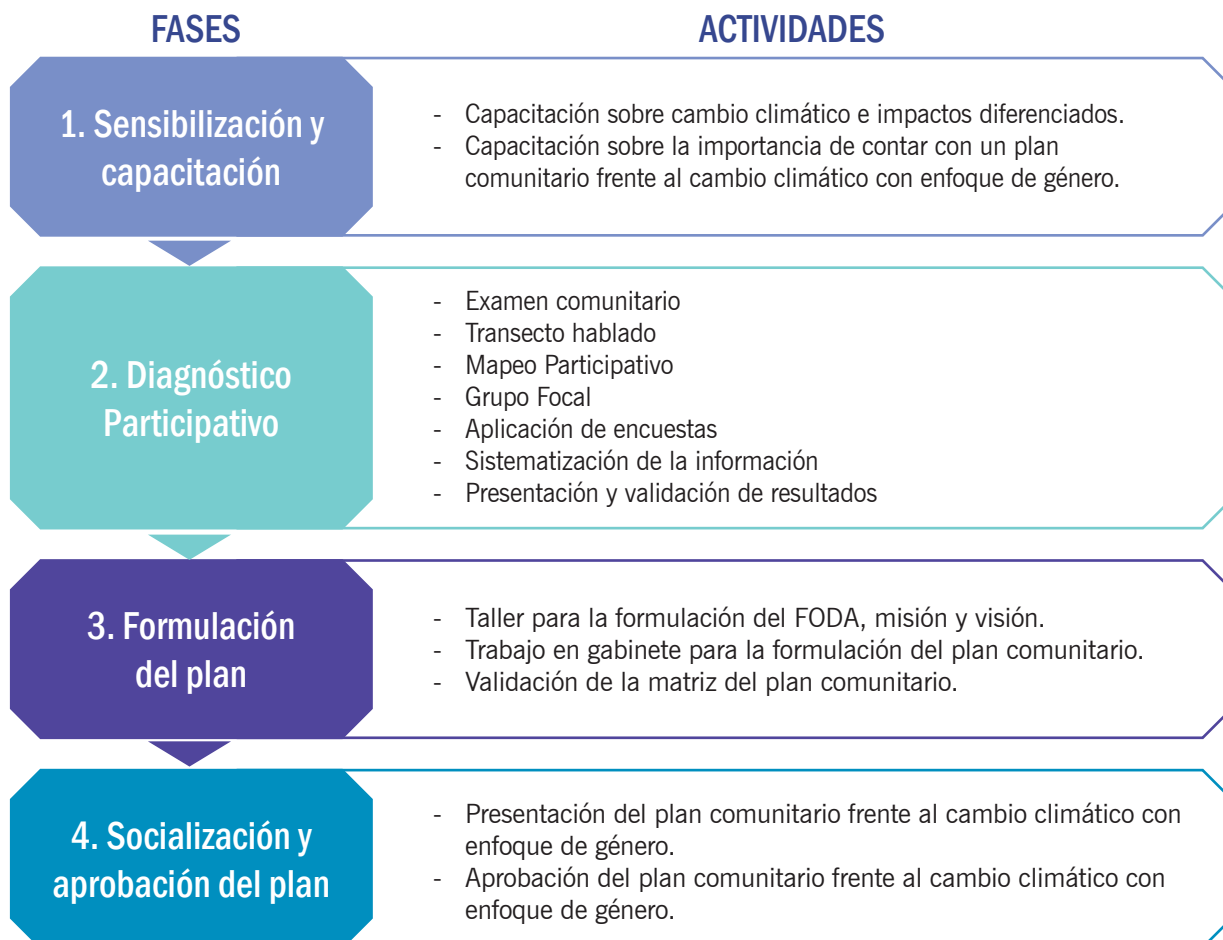 FASES
ACTIVIDADES
1. Sensibilización y
capacitación
- Capacitación sobre cambio climático e impactos diferenciados.
- Capacitación sobre la importancia de contar con un plan
comunitario frente al cambio climático con enfoque de género.
2. Diagnóstico
Participativo
- Examen comunitario
- Transecto hablado
- Mapeo Participativo
- Grupo Focal
- Aplicación de encuestas
- Sistematización de la información
- Presentación y validación de resultados
3. Formulación
del plan
- Taller para la formulación del FODA, misión y visión.
- Trabajo en gabinete para la formulación del plan comunitario.
- Validación de la matriz del plan comunitario.
4. Socialización y
aprobación del plan
- Presentación del plan comunitario frente al cambio climático con
enfoque de género.
- Aprobación del plan comunitario frente al cambio climático con
enfoque de género.